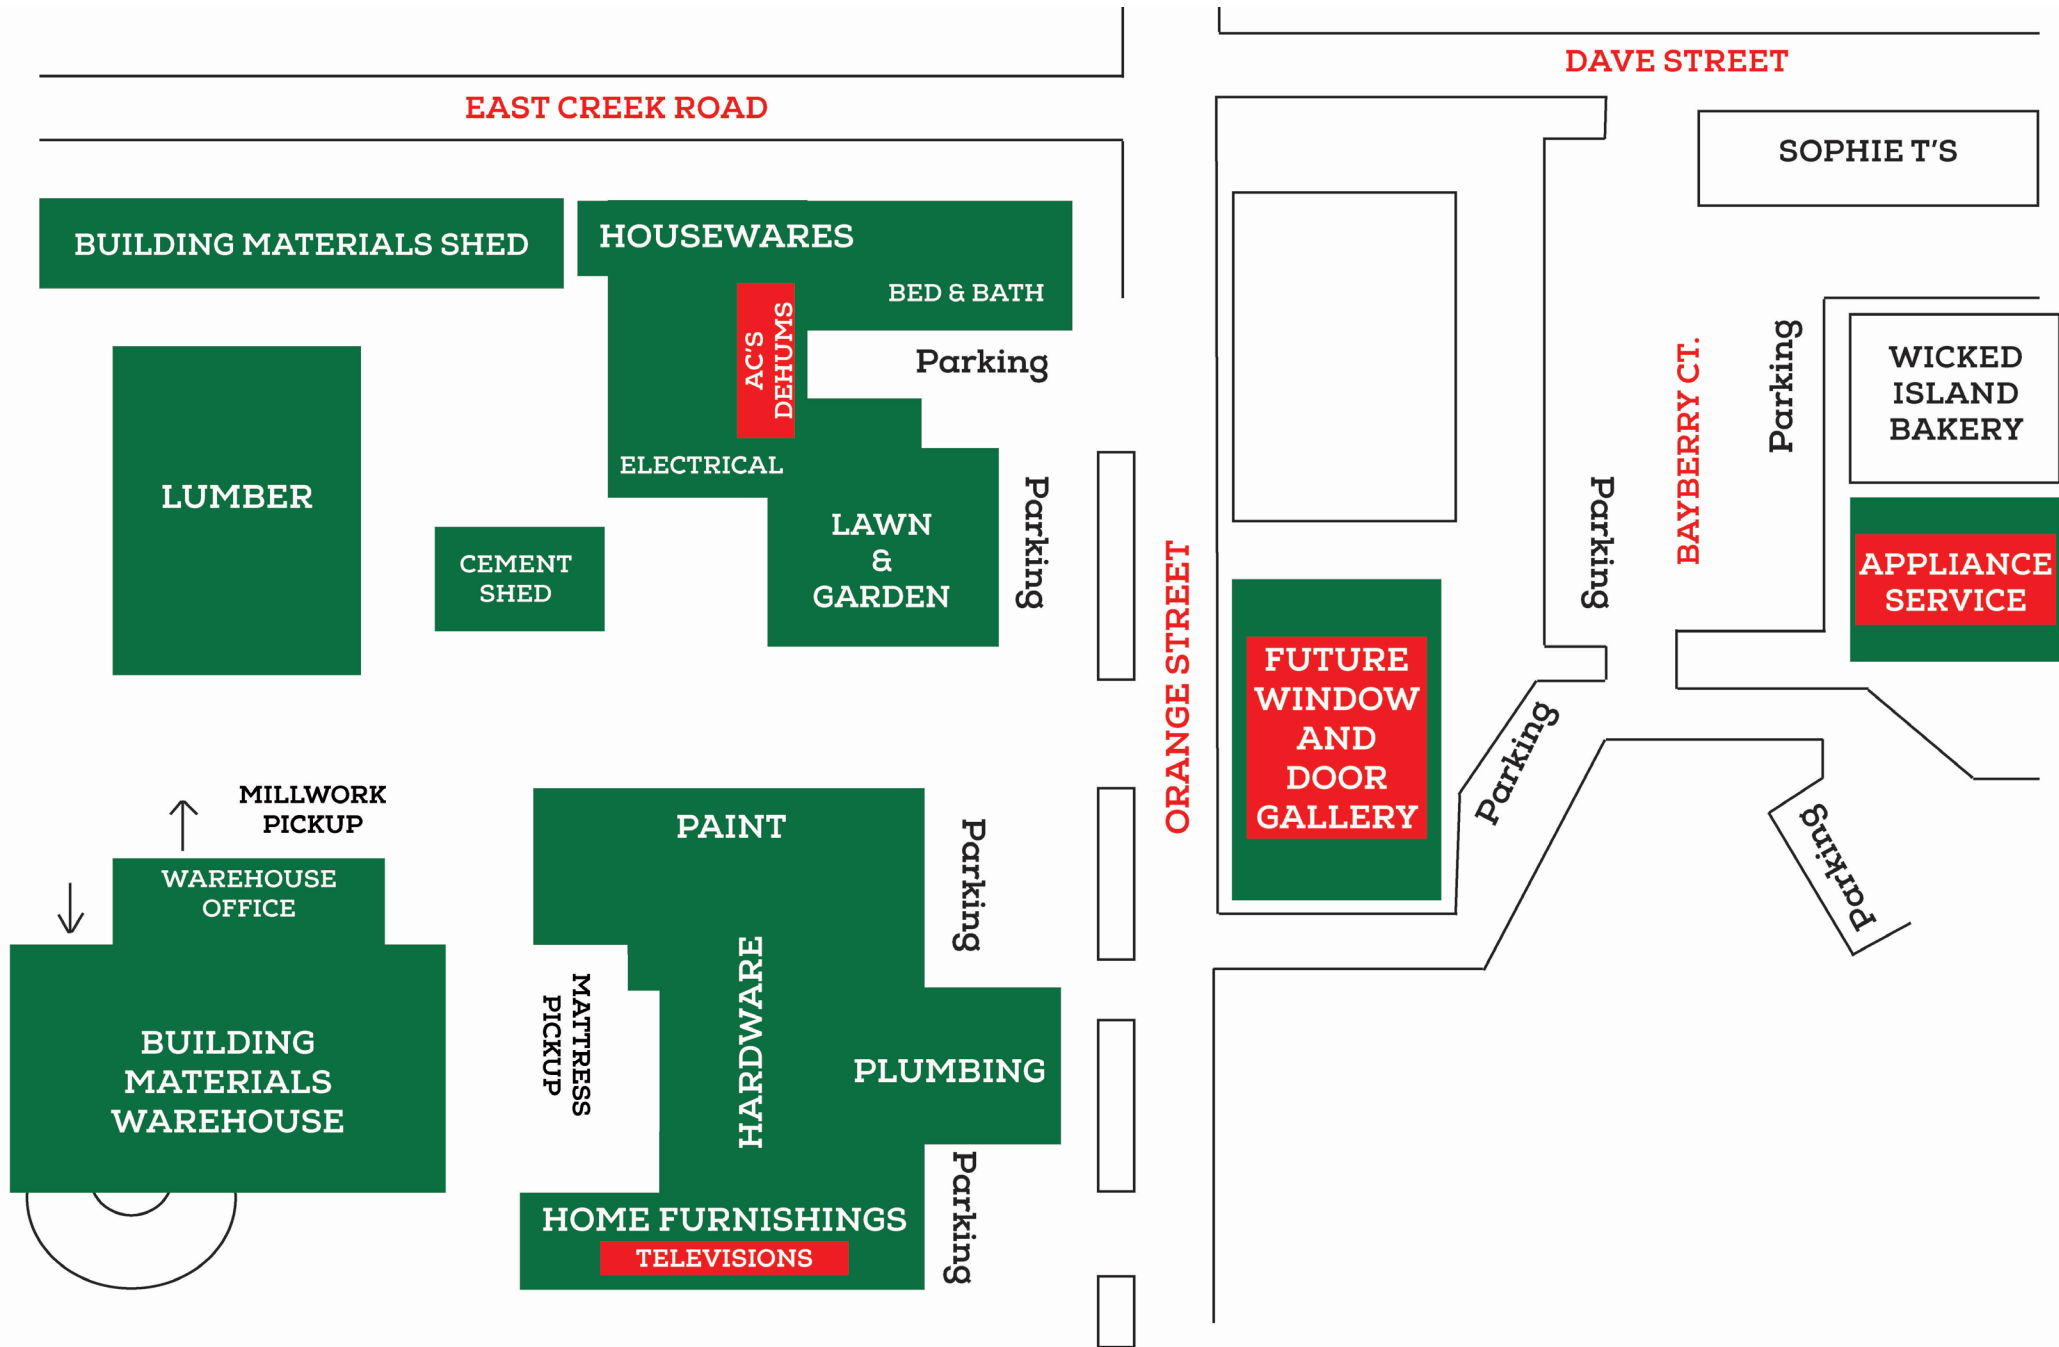 DAVE STREET
EAST CREEK ROAD
SOPHIE T'S
BUILDING MATERIALS SHED
HOUSEWARES
BED & BATH
AC'S
DEHUMS
Parking
ELECTRICAL
LUMBER
CEMENT
SHED
LAWN
&
GARDEN
Parking
ORANGE STREET
Parking
BAYBERRY CT.
Parking
WICKED
ISLAND
BAKERY
APPLIANCE
SERVICE
FUTURE
WINDOW
AND
DOOR
GALLERY
Parking
Parking
MILLWORK
PICKUP
WAREHOUSE
OFFICE
BUILDING
MATERIALS
WAREHOUSE
PAINT
Parking
MATTRESS
PICKUP
HARDWARE
PLUMBING
Parking
HOME FURNISHINGS
TELEVISIONS